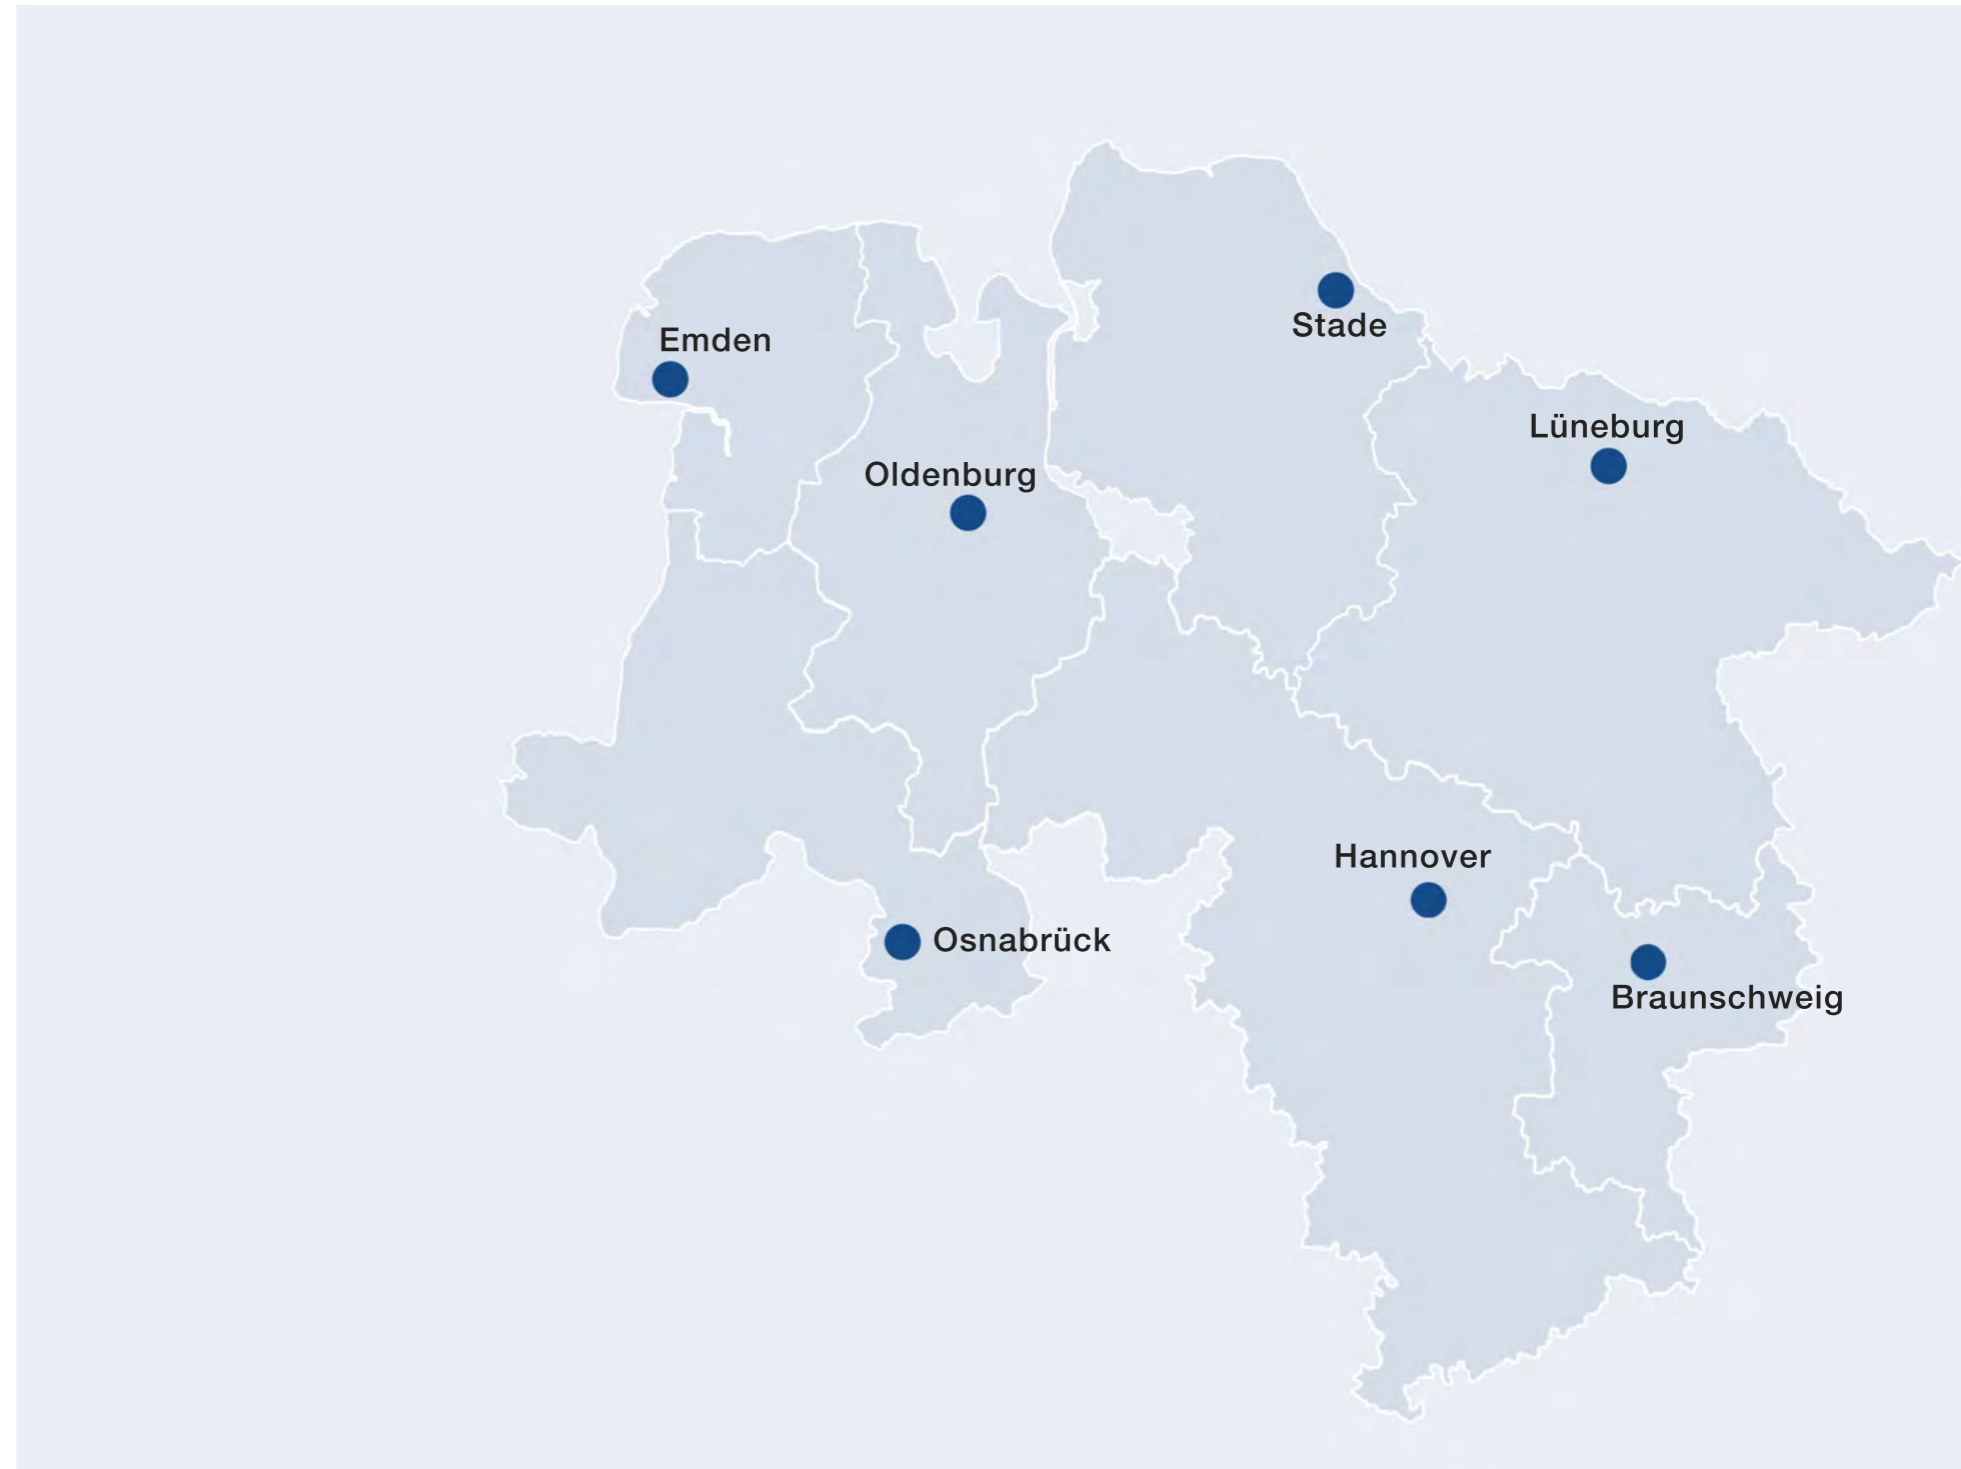 Stade
Emden
Lüneburg
Oldenburg
Hannover
Osnabrück
Braunschweig